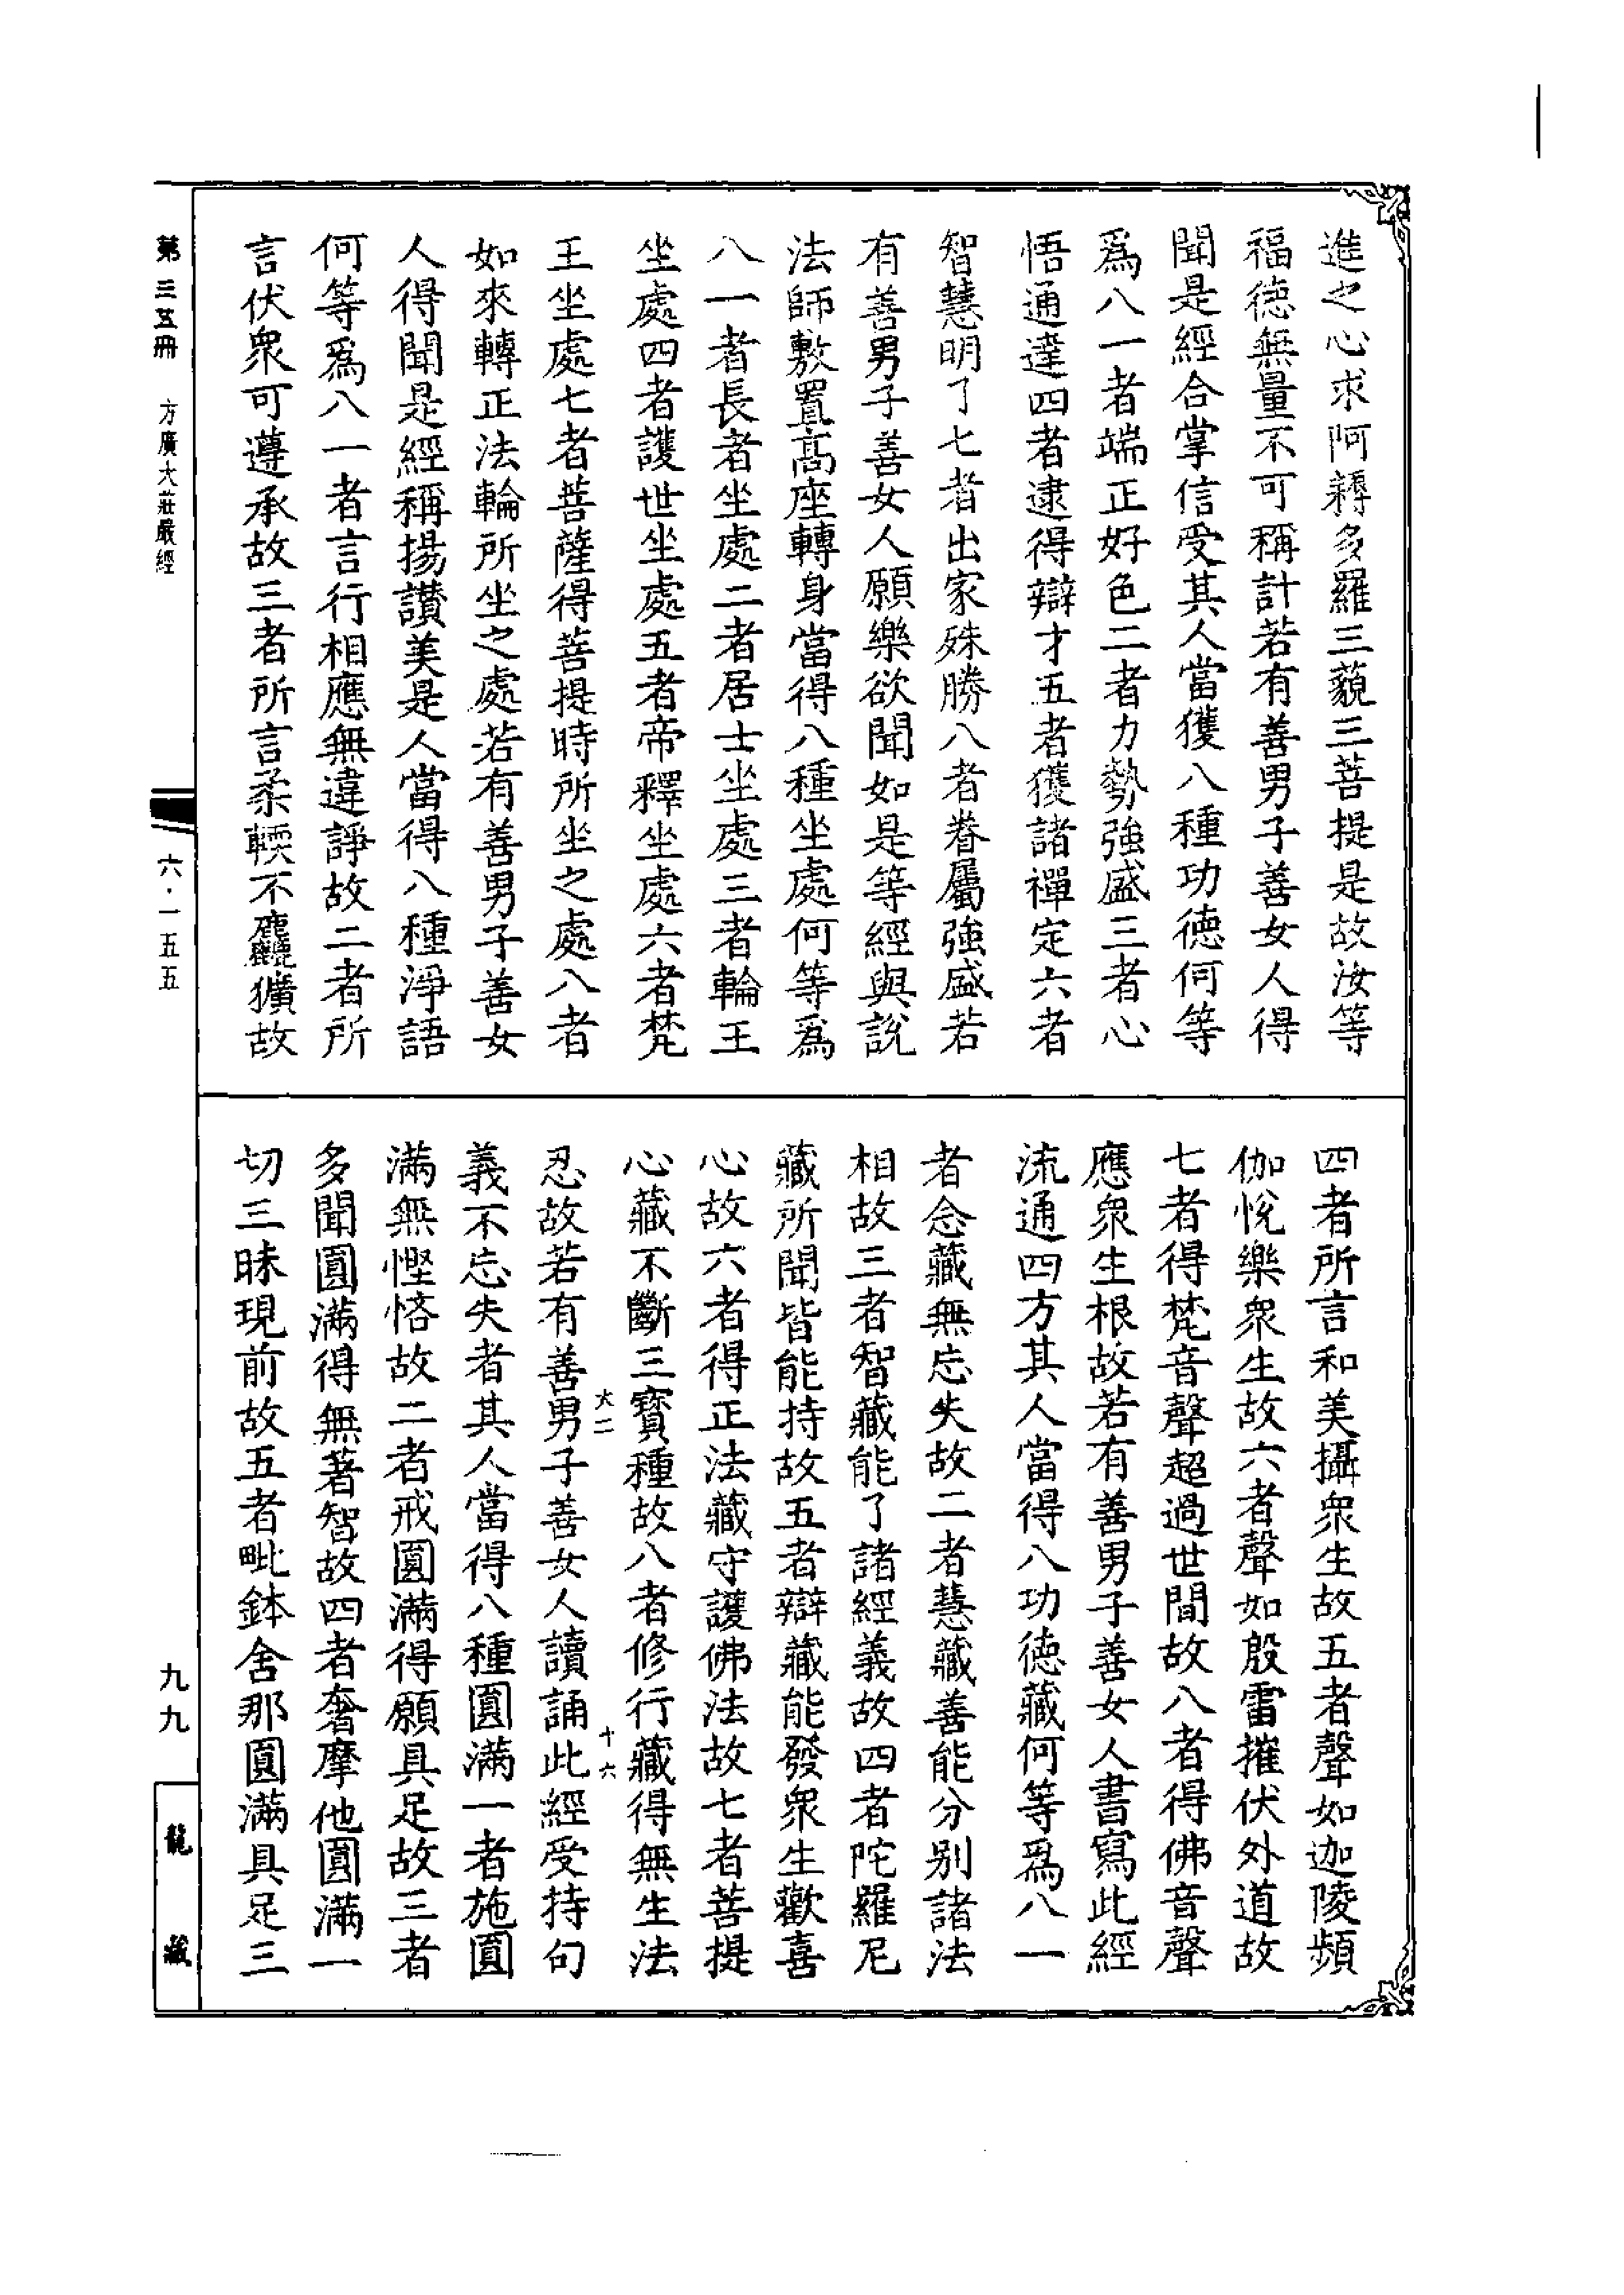 進之心求阿耨多羅三藐三菩提是故汝等
福德無量不可稱計若有善男子善女人得
聞是經合掌信受其人當獲八種功德何等
爲八一者端正好色二者力勢強盛三者心
悟通達四者逮得辯才五者獲諸禪定六者
智慧明了七者出家殊勝八者眷屬強盛若
有善男子善女人願樂欲聞如是等經與說
法師敷置高座轉身當得八種坐處何等爲
八一者長者坐處二者居士坐處三者輪王
坐處四者護世坐處五者帝釋坐處六者梵
王坐處七者菩薩得菩提時所坐之處八者
如來轉正法輪所坐之處若有善男子善女
人得聞是經稱揚讚美是人當得八種淨語
何等爲八一者言行相應無違諍故二者所
言伏衆可遵承故三者所言柔輭不麤獷故
四者所言和美攝衆生故五者聲如迦陵頻
伽悅樂衆生故六者聲如殷雷摧伏外道故
七者得梵音聲超過世間故八者得佛音聲
應衆生根故若有善男子善女人書寫此經
流通四方其人當得八功德藏何等爲八一
者念藏無忘失故二者慧藏善能分別諸法
相故三者智藏能了諸經義故四者陀羅尼
藏所聞皆能持故五者辯藏能發衆生歡喜
心故六者得正法藏守護佛法故七者菩提
心藏不斷三寶種故八者修行藏得無生法
大二 十六
忍故若有善男子善女人讀誦此經受持句
義不忘失者其人當得八種圓滿一者施圓
滿無慳悋故二者戒圓滿得願具足故三者
多聞圓滿得無著智故四者奢摩他圓滿一
切三昧現前故五者毗鉢舍那圓滿具足三
第三五冊 方廣大莊嚴經
六·一五五
九九
龍藏